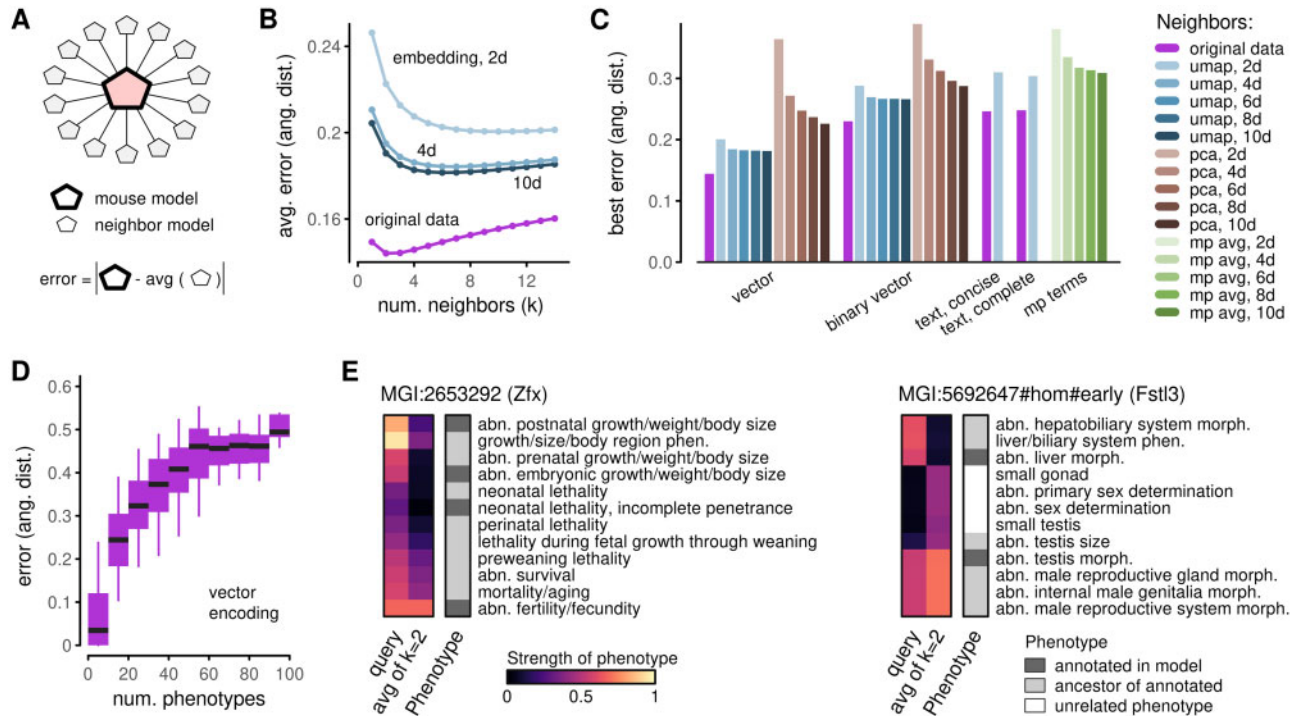 A
mouse model
neighbor model
error = | - avg ( ) |
B
avg. error (ang. dist.)
0.24
0.2
0.16
embedding, 2d
4d
10d
original data
0 4 8 12
num. neighbors (k)
C
best error (ang. dist.)
0.3
0.2
0.1
0.0
vector
binary vector
text, concise
text, complete
mp terms
Neighbors:
original data
umap, 2d
umap, 4d
umap, 6d
umap, 8d
umap, 10d
pca, 2d
pca, 4d
pca, 6d
pca, 8d
pca, 10d
mp avg, 2d
mp avg, 4d
mp avg, 6d
mp avg, 8d
mp avg, 10d
D
error (ang. dist.)
0.6
0.5
0.4
0.3
0.2
0.1
0
vector
encoding
0 20 40 60 80 100
num. phenotypes
E
MGI:2653292 (Zfx)
abn. postnatal growth/weight/body size
growth/size/body region phen.
abn. prenatal growth/weight/body size
abn. embryonic growth/weight/body size
neonatal lethality
neonatal lethality, incomplete penetrance
perinatal lethality
lethality during fetal growth through weaning
preweaning lethality
abn. survival
mortality/aging
abn. fertility/fecundity
query
avg of k=2
Phenotype
Strength of phenotype
0 0.5 1
MGI:5692647#hom#early (Fstl3)
abn. hepatobiliary system morph.
liver/biliary system phen.
abn. liver morph.
small gonad
abn. primary sex determination
abn. sex determination
small testis
abn. testis size
abn. testis morph.
abn. male reproductive gland morph.
abn. internal male genitalia morph.
abn. male reproductive system morph.
query
avg of k=2
Phenotype
Phenotype
annotated in model
ancestor of annotated
unrelated phenotype